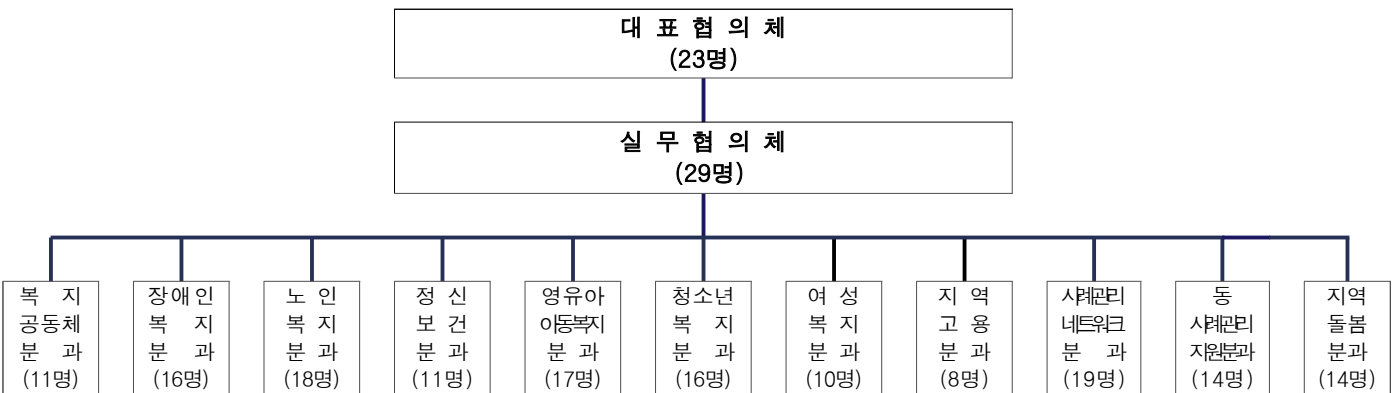 대 표 협 의 체
(23명)
실 무 협 의 체
(29명)
복 지
공동체
분 과
(11명)
장애인
복 지
분 과
(16명)
노 인
복 지
분 과
(18명)
정 신
보 건
분 과
(11명)
영유아
아동복지
분 과
(17명)
청소년
복 지
분 과
(16명)
여 성
복 지
분 과
(10명)
지 역
고 용
분 과
(8명)
사례관리
네트워크
분 과
(19명)
동
사례관리
지원분과
(14명)
지역
돌봄
분과
(14명)